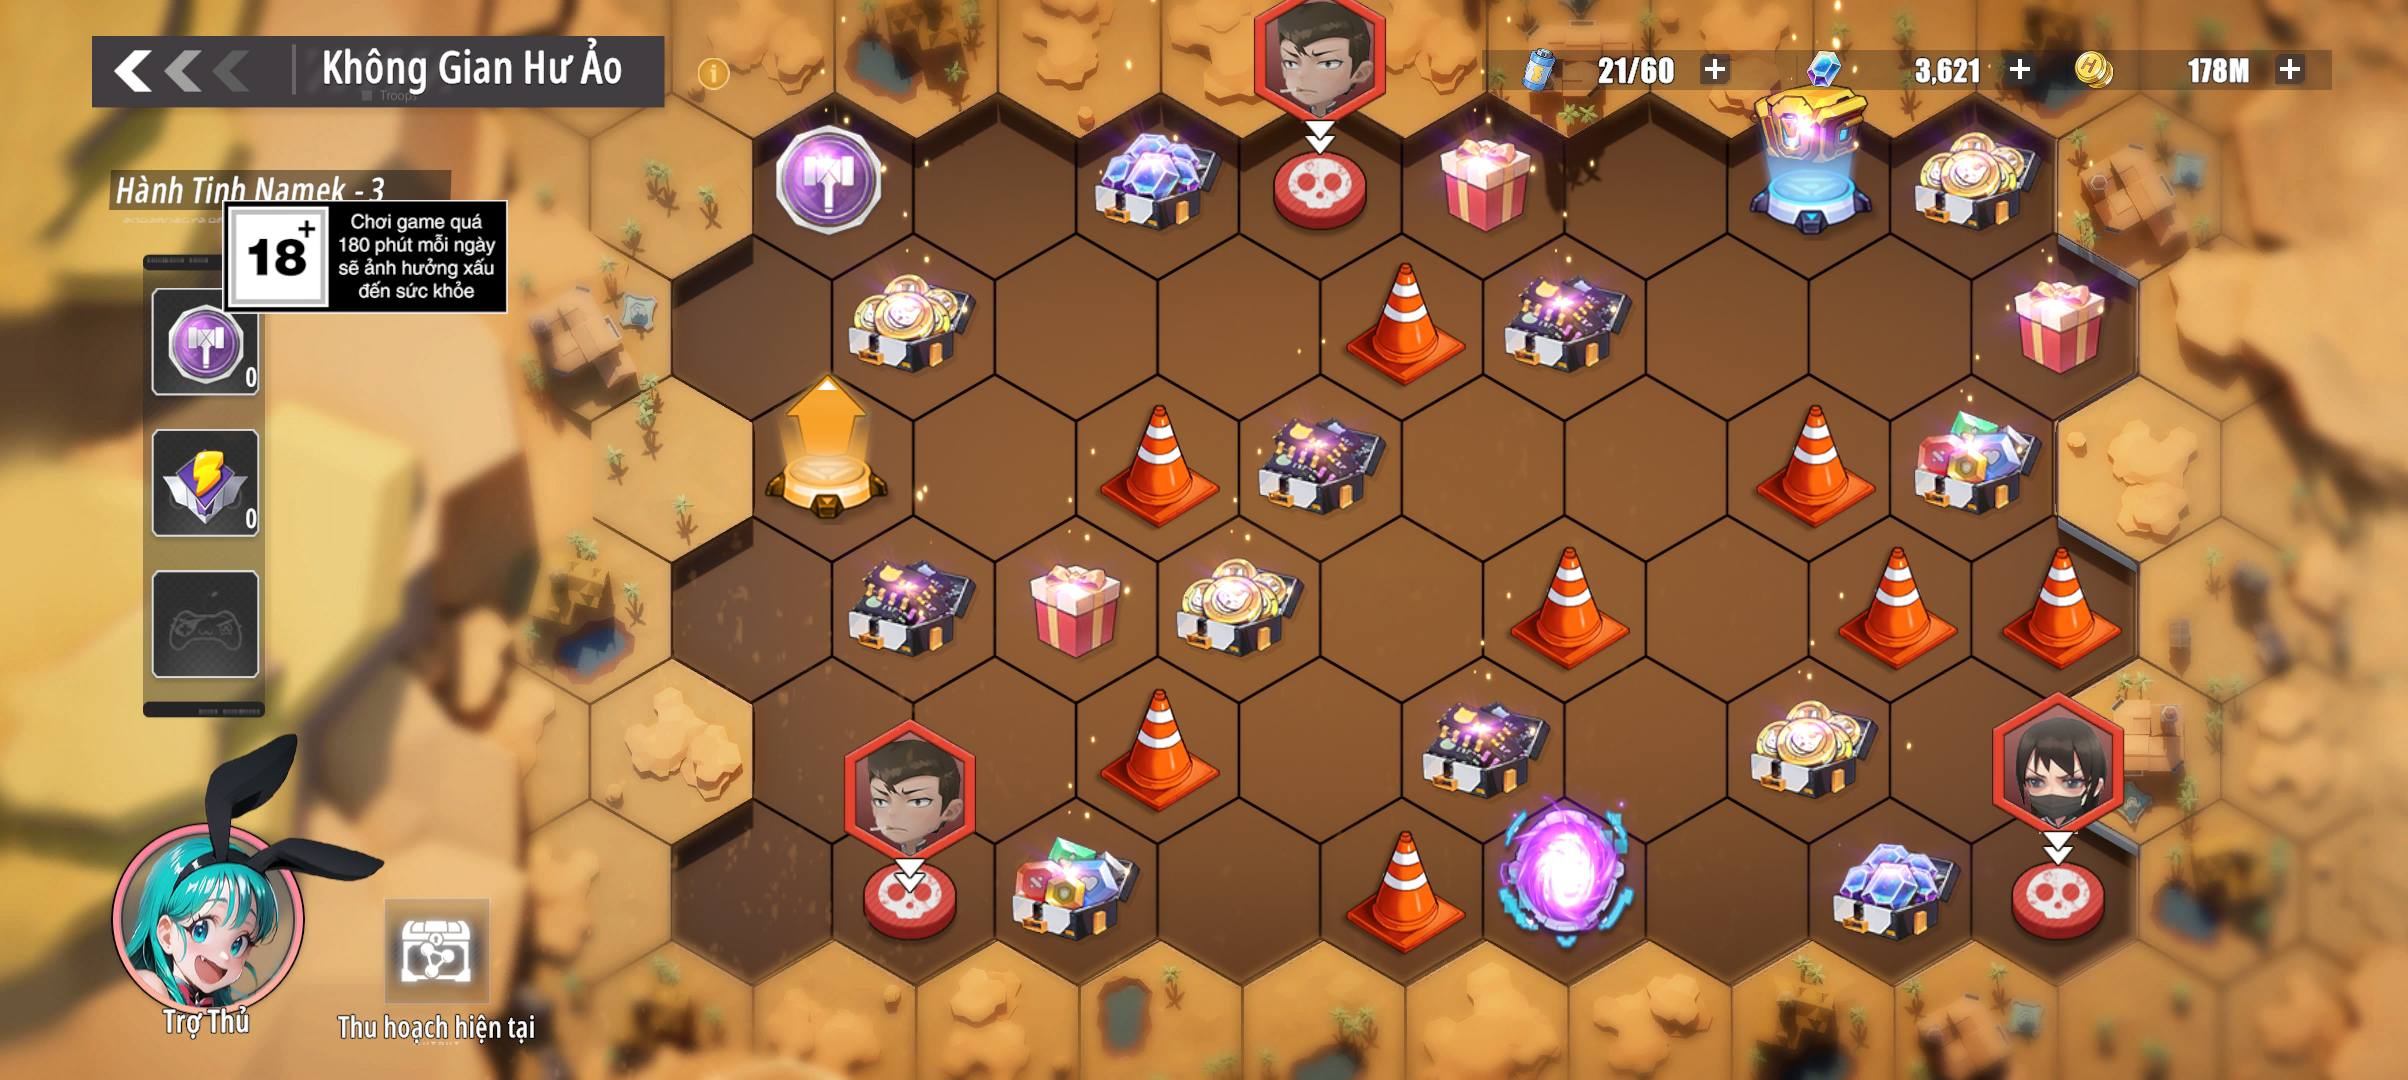 Không Gian Hư Ảo
Troops
21/60
3,621
178M
Hành Tinh Namek - 3
18+
Chơi game quá
180 phút mỗi ngày
sẽ ảnh hưởng xấu
đến sức khỏe
0
0
Trợ Thủ
Thu hoạch hiện tại